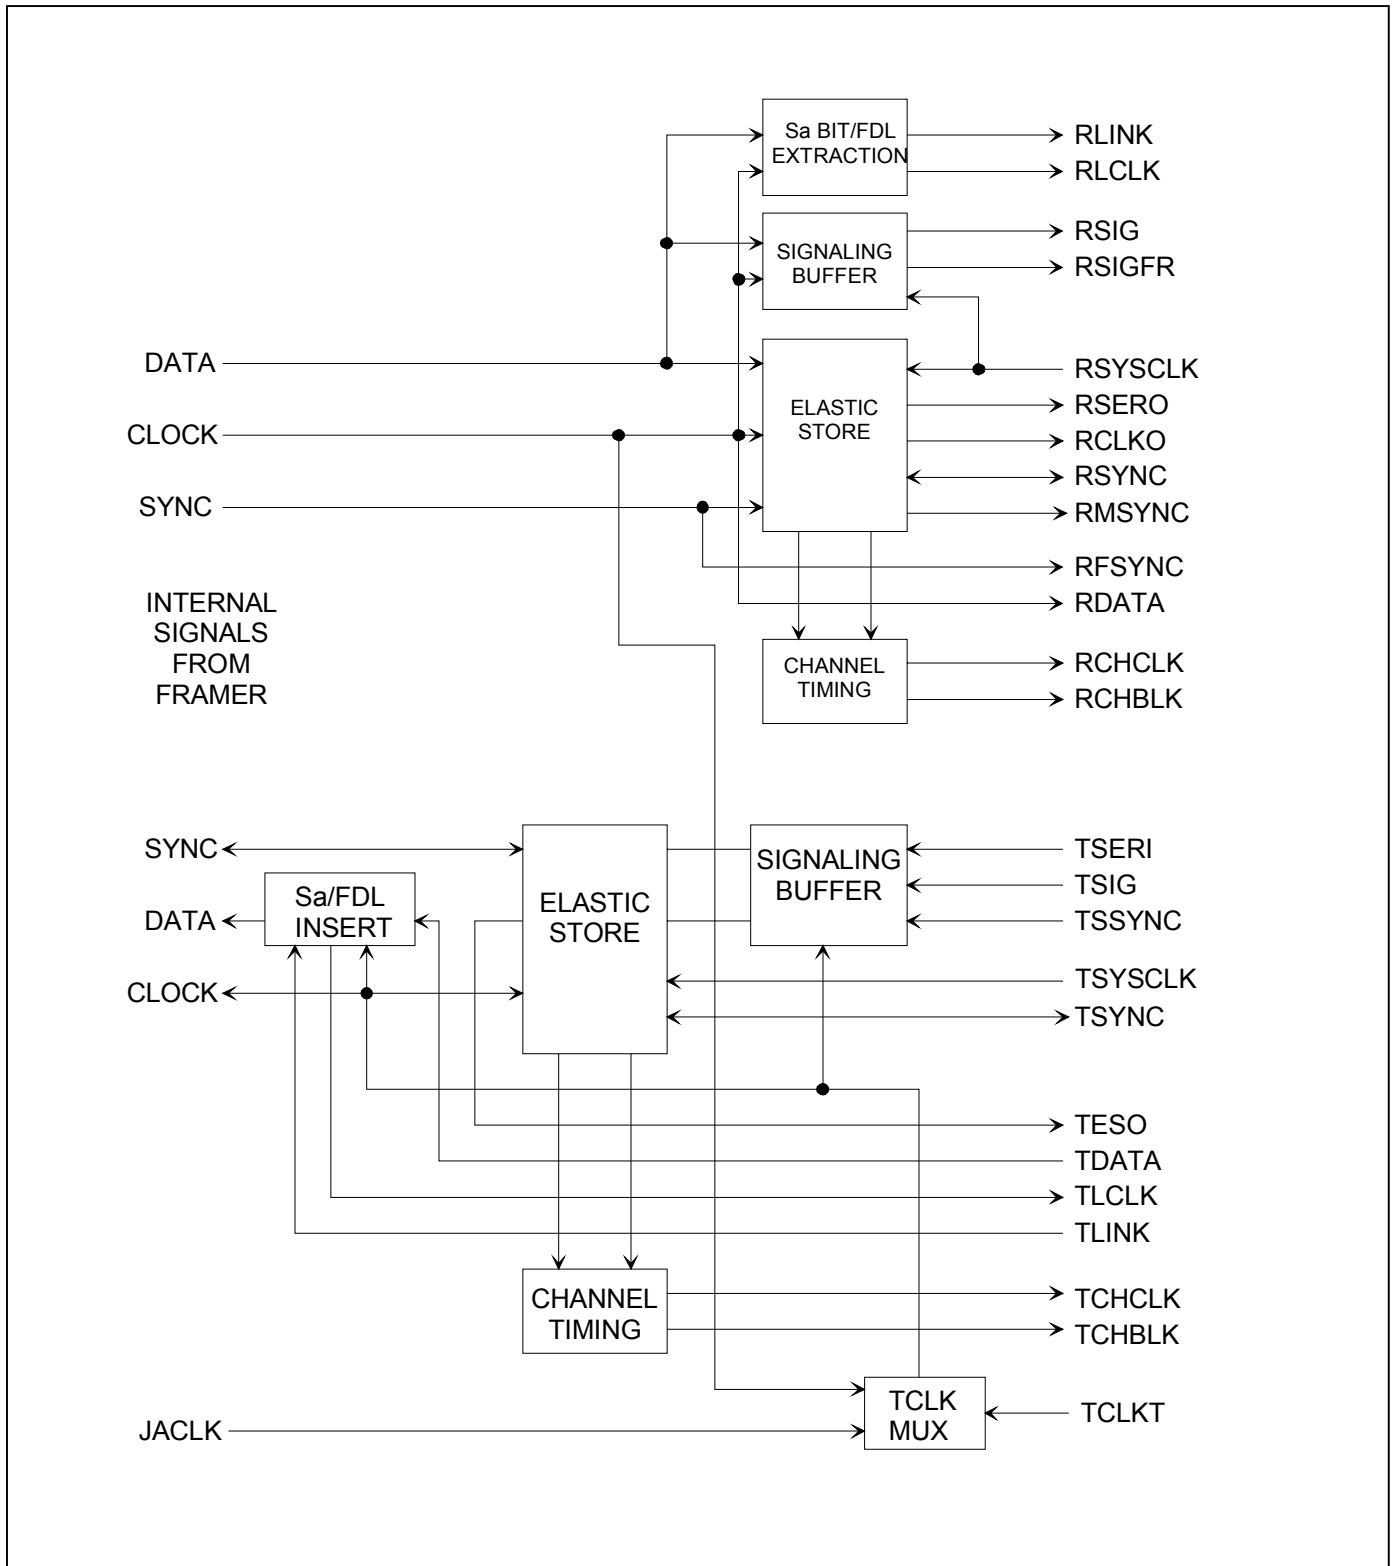 Sa BIT/FDL
EXTRACTION
RLINK
RLCLK
SIGNALING
BUFFER
RSIG
RSIGFR
DATA
CLOCK
SYNC
ELASTIC
STORE
RSYSCLK
RSERO
RCLKO
RSYNC
RMSYNC
RFSYNC
RDATA
INTERNAL
SIGNALS
FROM
FRAMER
CHANNEL
TIMING
RCHCLK
RCHBLK
SYNC
DATA
CLOCK
Sa/FDL
INSERT
ELASTIC
STORE
SIGNALING
BUFFER
TSERI
TSIG
TSSYNC
TSYSCLK
TSYNC
TESO
TDATA
TLCLK
TLINK
CHANNEL
TIMING
TCHCLK
TCHBLK
JACLK
TCLK
MUX
TCLKT